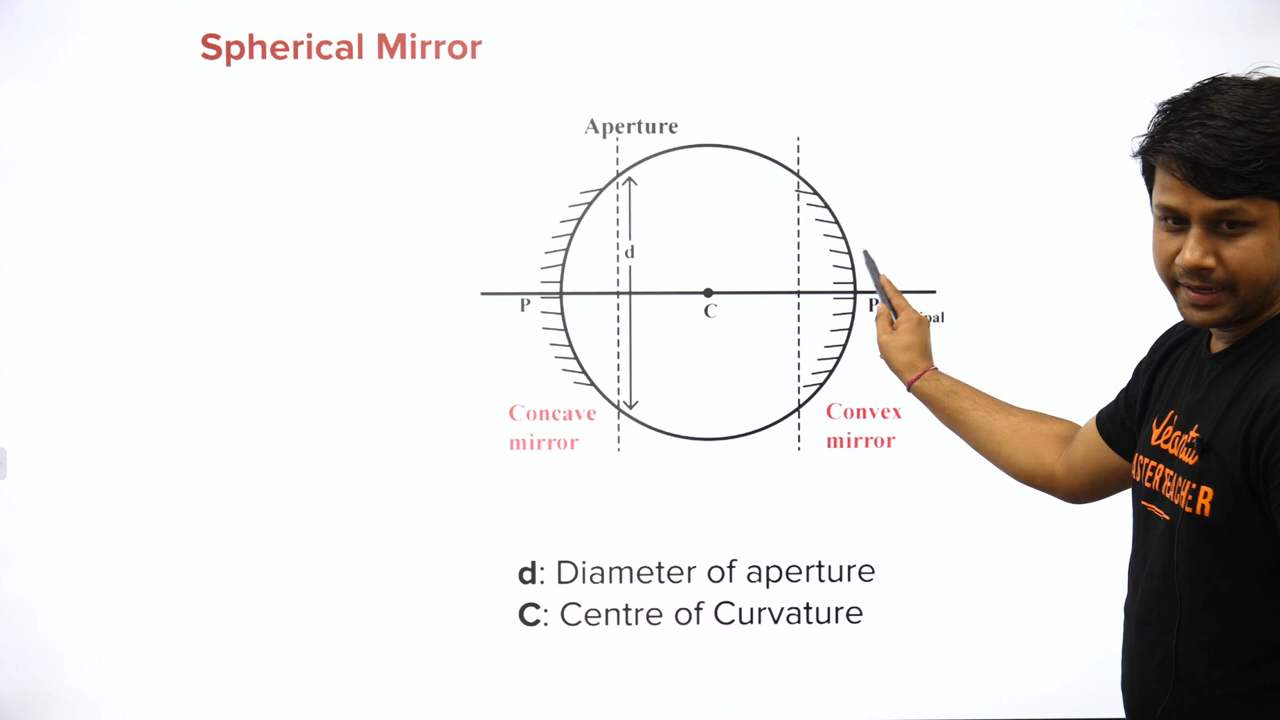 Spherical Mirror
Aperture
d
P
C
P
Concave
mirror
Convex
mirror
d: Diameter of aperture
C: Centre of Curvature